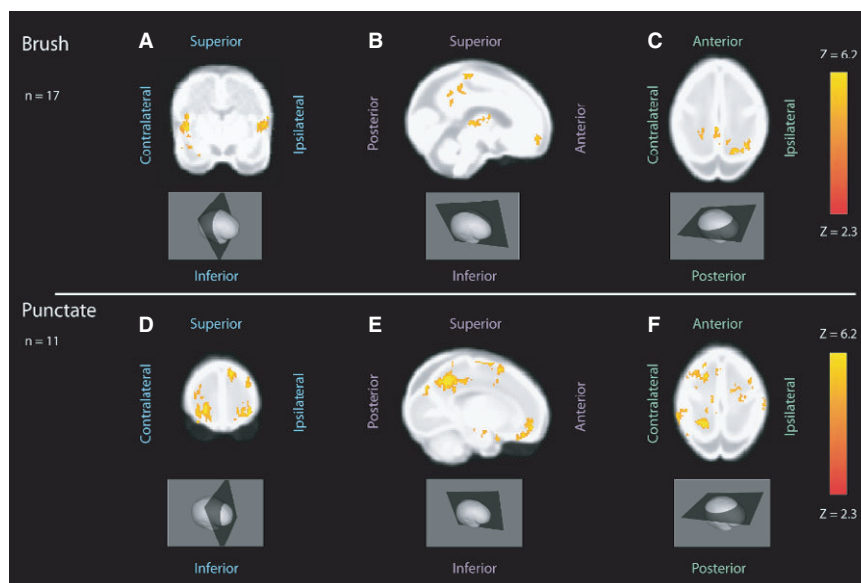 Brush
n = 17
A
Superior
Contralateral
Ipsilateral
Inferior
B
Superior
Posterior
Anterior
Inferior
C
Anterior
Contralateral
Ipsilateral
Posterior
Z = 6.2
Z = 2.3
Punctate
n = 11
D
Superior
Contralateral
Ipsilateral
Inferior
E
Superior
Posterior
Anterior
Inferior
F
Anterior
Contralateral
Ipsilateral
Posterior
Z = 6.2
Z = 2.3